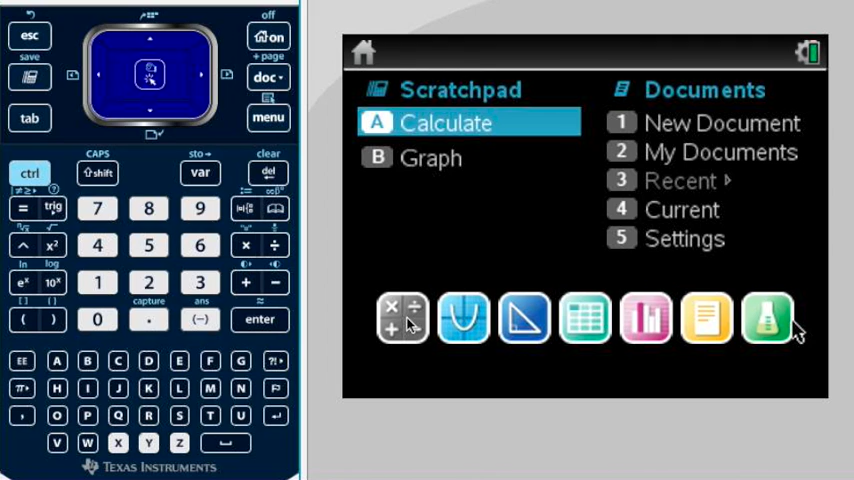 off
esc
on
save
+ page
doc
tab
menu
CAPS
sto→
clear
ctrl
shift
var
del
= trig 7 8 9
^ x² 4 5 6 × ÷
ln log
eˣ 10ˣ 1 2 3 + −
[ ] { } capture ans ≈
( ) 0 . (−) enter
EE A B C D E F G ?!▸
π▸ H I J K L M N
, O P Q R S T U
V W X Y Z
TEXAS INSTRUMENTS
Scratchpad
A Calculate
B Graph
Documents
1 New Document
2 My Documents
3 Recent ▸
4 Current
5 Settings